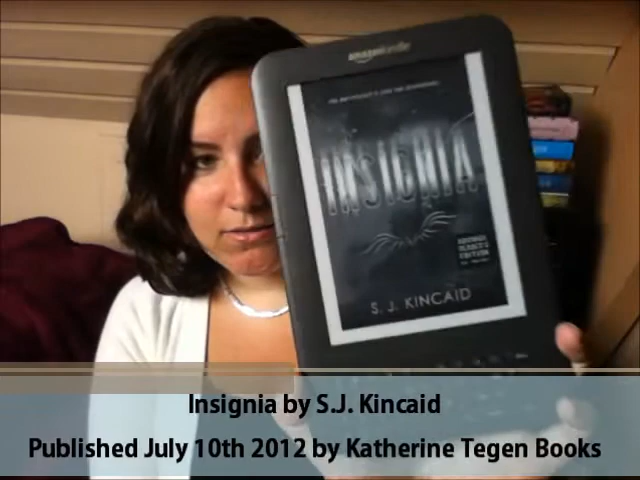 amazonkindle
INSIGNIA
S. J. KINCAID
Insignia by S.J. Kincaid
Published July 10th 2012 by Katherine Tegen Books